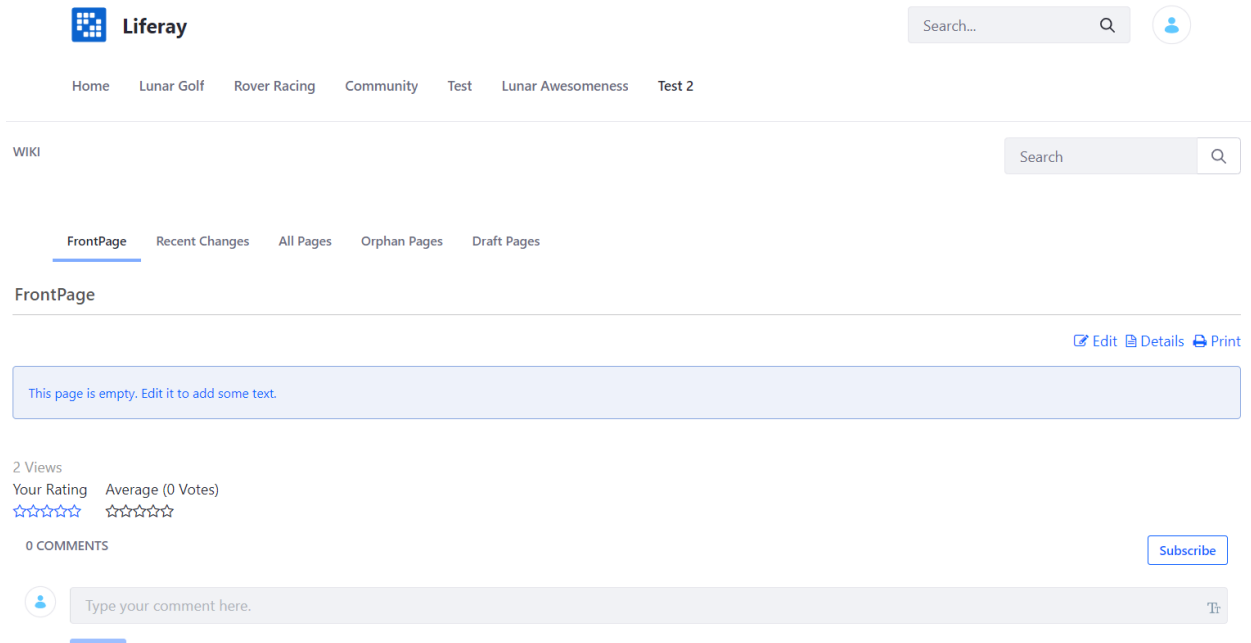 Liferay
Search...
Home Lunar Golf Rover Racing Community Test Lunar Awesomeness Test 2
WIKI
Search
FrontPage Recent Changes All Pages Orphan Pages Draft Pages
FrontPage
Edit Details Print
This page is empty. Edit it to add some text.
2 Views
Your Rating Average (0 Votes)
0 COMMENTS
Subscribe
Type your comment here.